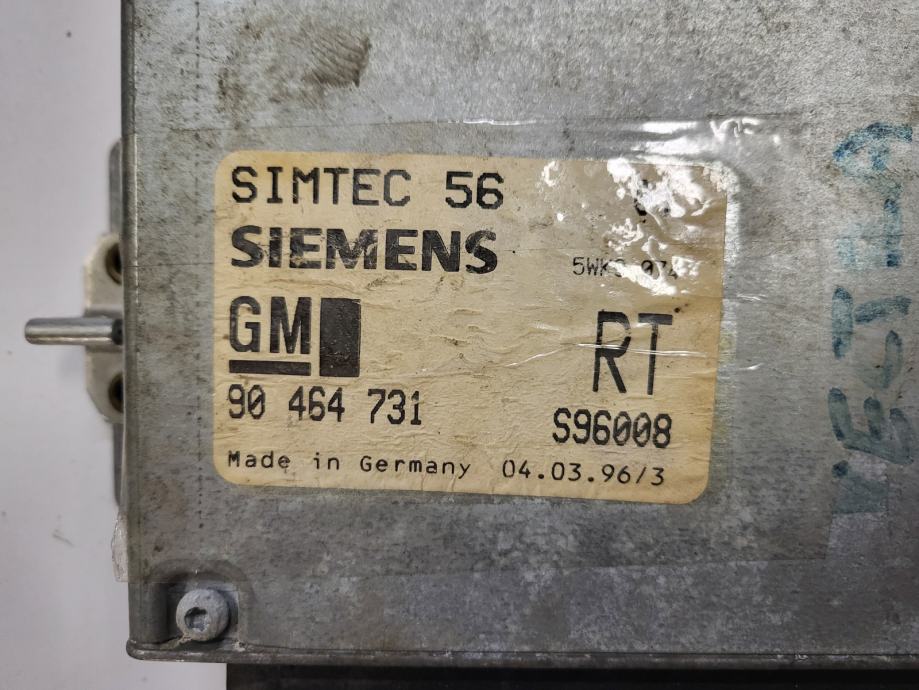 SIMTEC 56
SIEMENS
GM
RT
90 464 731
S96008
Made in Germany 04.03.96/3